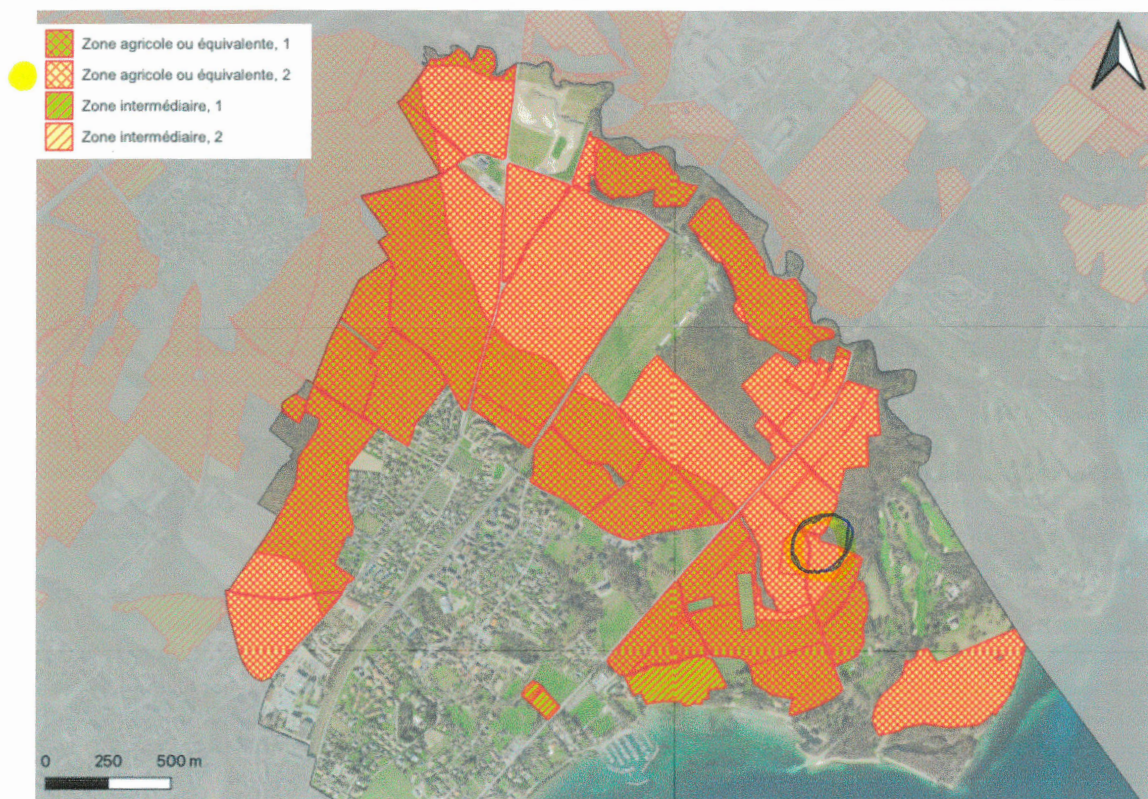 Zone agricole ou équivalente, 1
Zone agricole ou équivalente, 2
Zone intermédiaire, 1
Zone intermédiaire, 2
0 250 500 m